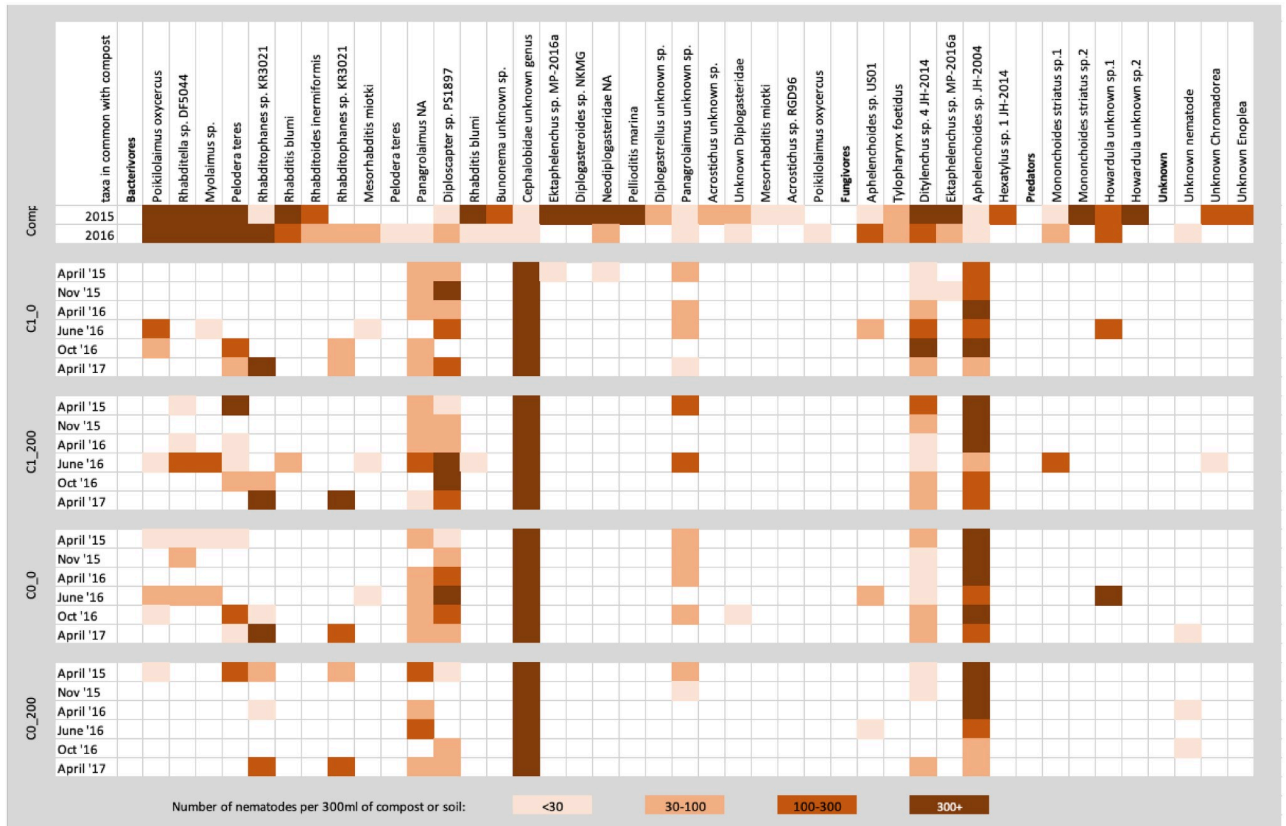 taxa in common with compost
Bacterivores
Poikilolaimus oxycercus
Rhabditella sp. DF5044
Myolaimus sp.
Pelodera teres
Rhabditophanes sp. KR3021
Rhabditis blumi
Rhabditoides inermiformis
Rhabditophanes sp. KR3021
Mesorhabditis miotki
Pelodera teres
Panagrolaimus NA
Diploscapter sp. PS1897
Rhabditis blumi
Bunonema unknown sp.
Cephalobidae unknown genus
Ektaphelenchus sp. MP-2016a
Diplogasteroides sp. NKMG
Neodiplogasteridae NA
Pellioditis marina
Diplogastrellus unknown sp.
Panagrolaimus unknown sp.
Acrostichus unknown sp.
Unknown Diplogasteridae
Mesorhabditis miotki
Acrostichus sp. RGD96
Poikilolaimus oxycercus
Fungivores
Aphelenchoides sp. US01
Tylopharynx foetidus
Ditylenchus sp. 4 JH-2014
Ektaphelenchus sp. MP-2016a
Aphelenchoides sp. JH-2004
Hexatylus sp. 1 JH-2014
Predators
Mononchoides striatus sp.1
Mononchoides striatus sp.2
Howardula unknown sp.1
Howardula unknown sp.2
Unknown
Unknown nematode
Unknown Chromadorea
Unknown Enoplea
Comp
2015
2016
C1_0
April '15
Nov '15
April '16
June '16
Oct '16
April '17
C1_200
April '15
Nov '15
April '16
June '16
Oct '16
April '17
C0_0
April '15
Nov '15
April '16
June '16
Oct '16
April '17
C0_200
April '15
Nov '15
April '16
June '16
Oct '16
April '17
Number of nematodes per 300ml of compost or soil: <30 30-100 100-300 300+